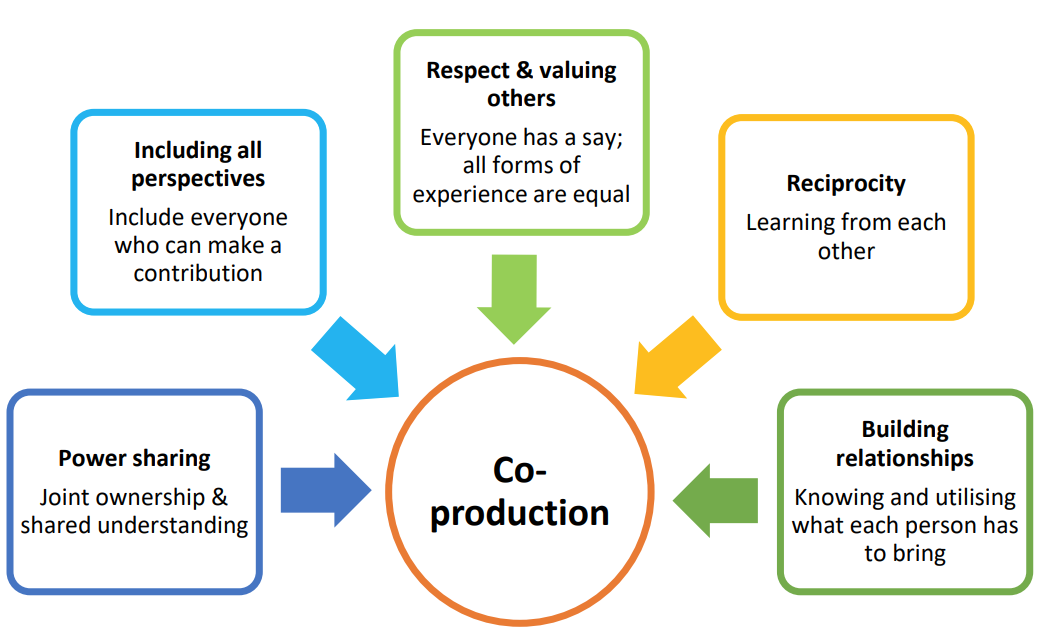 Respect & valuing
others
Everyone has a say;
all forms of
experience are equal
Including all
perspectives
Include everyone
who can make a
contribution
Reciprocity
Learning from each
other
Power sharing
Joint ownership &
shared understanding
Co-
production
Building
relationships
Knowing and utilising
what each person has
to bring